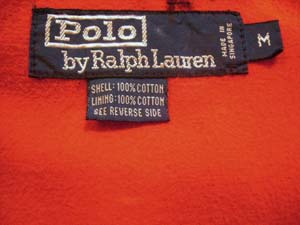 Polo
by Ralph Lauren
MADE IN
SINGAPORE
M
SHELL: 100% COTTON
LINING: 100% COTTON
SEE REVERSE SIDE